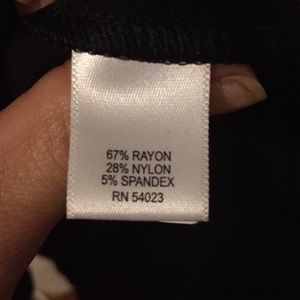 67% RAYON
28% NYLON
5% SPANDEX
RN 54023